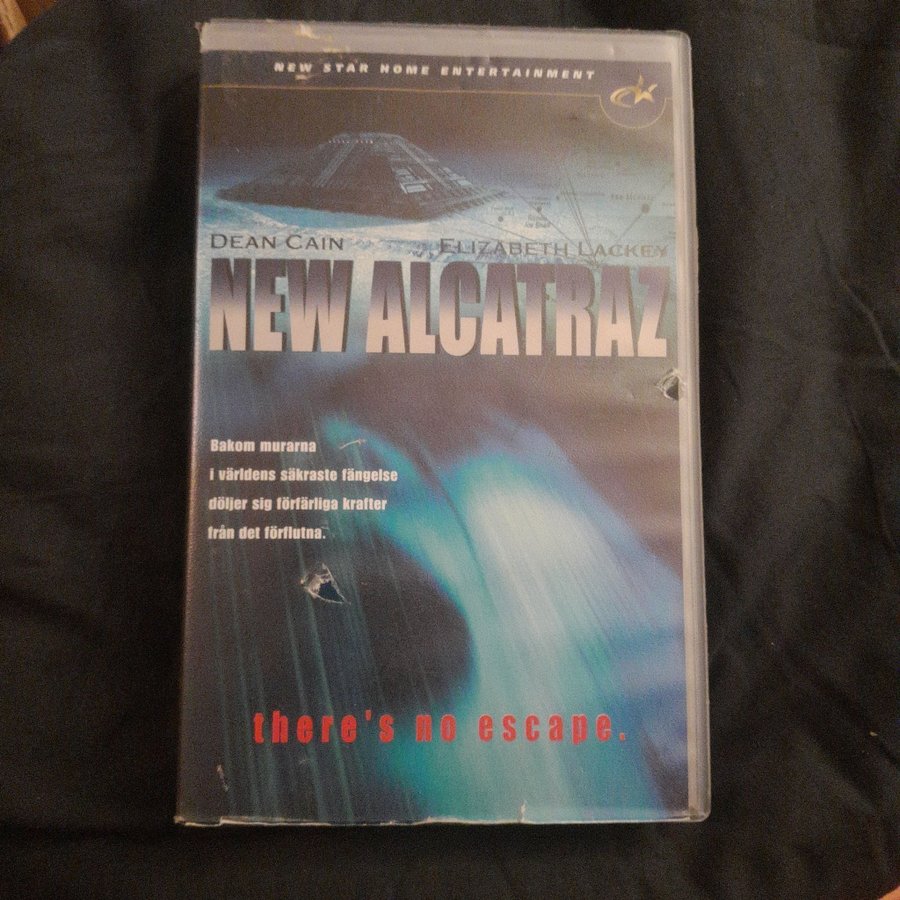 NEW STAR HOME ENTERTAINMENT
DEAN CAIN ELIZABETH LACKEY
NEW ALCATRAZ
Bakom murarna
i världens säkraste fängelse
döljer sig förfärliga krafter
från det förflutna.
there's no escape.